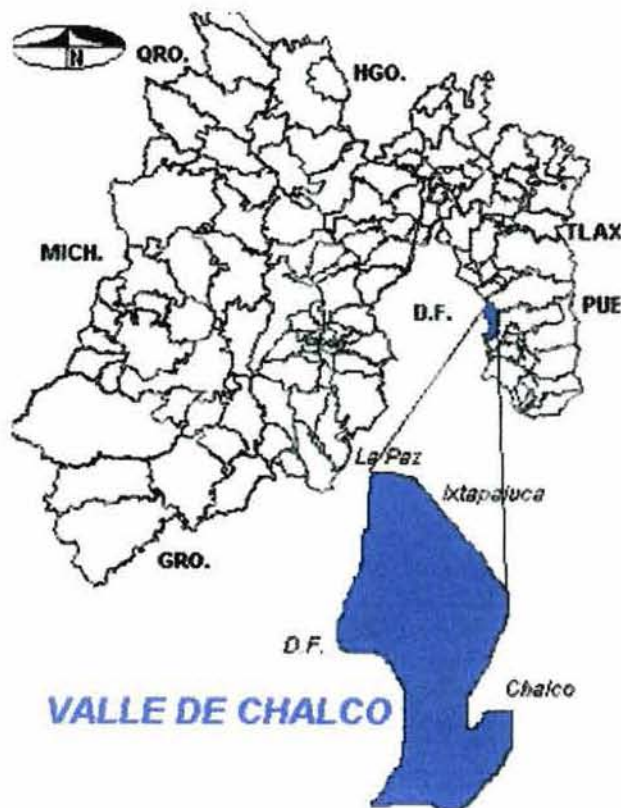 N
QRO.
HGO.
MICH.
TLAX
D.F.
PUE
La Paz
Ixtapaluca
GRO.
D.F.
Chalco
VALLE DE CHALCO